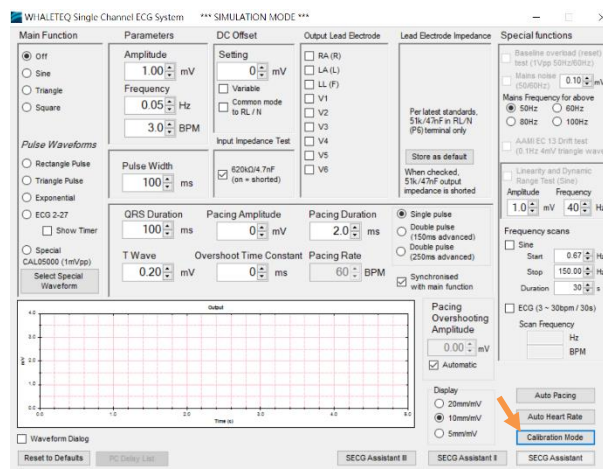 WHALETEQ Single Channel ECG System *** SIMULATION MODE ***
Main Function
Off
Sine
Triangle
Square
Pulse Waveforms
Rectangle Pulse
Triangle Pulse
Exponential
ECG 2-27
Show Timer
Special
CAL05000 (1mVpp)
Select Special
Waveform
Parameters
Amplitude
1.00 mV
Frequency
0.05 Hz
3.0 BPM
Pulse Width
100 ms
DC Offset
Setting
0 mV
Variable
Common mode
to RL / N
Input Impedance Test
620kΩ/4.7nF
(on = shorted)
Output Lead Electrode
RA (R)
LA (L)
LL (F)
V1
V2
V3
V4
V5
V6
Lead Electrode Impedance
Per latest standards,
51k/47nF in RL/N
(P6) terminal only
Store as default
When checked,
51k/47nF output
impedance is shorted
QRS Duration
100 ms
T Wave
0.20 mV
Pacing Amplitude
0 mV
Overshoot Time Constant
0 ms
Pacing Duration
2.0 ms
Pacing Rate
60 BPM
Single pulse
Double pulse
(150ms advanced)
Double pulse
(250ms advanced)
Synchronised
with main function
Special functions
Baseline overload (reset)
test (1Vpp 50Hz/60Hz)
Mains noise
(50/60Hz)
0.10 mV
Mains Frequency for above
50Hz
60Hz
80Hz
100Hz
AAMI EC 13 Drift test
(0.1Hz 4mV triangle wave
Linearity and Dynamic
Range Test (Sine)
Amplitude Frequency
1.0 mV 40 Hz
Frequency scans
Sine
Start 0.67 Hz
Stop 150.00 Hz
Duration 30 s
ECG (3 ~ 30bpm / 30s)
Scan Frequency
Hz
BPM
Output
4.0
3.0
2.0
1.0
0.0
mV
0.0
1.0
2.0
3.0
4.0
5.0
Time (s)
Pacing
Overshooting
Amplitude
0.00 mV
Automatic
Display
20mm/mV
10mm/mV
5mm/mV
Auto Pacing
Auto Heart Rate
Calibration Mode
Waveform Dialog
Reset to Defaults
PC Delay List
SECG Assistant III
SECG Assistant II
SECG Assistant